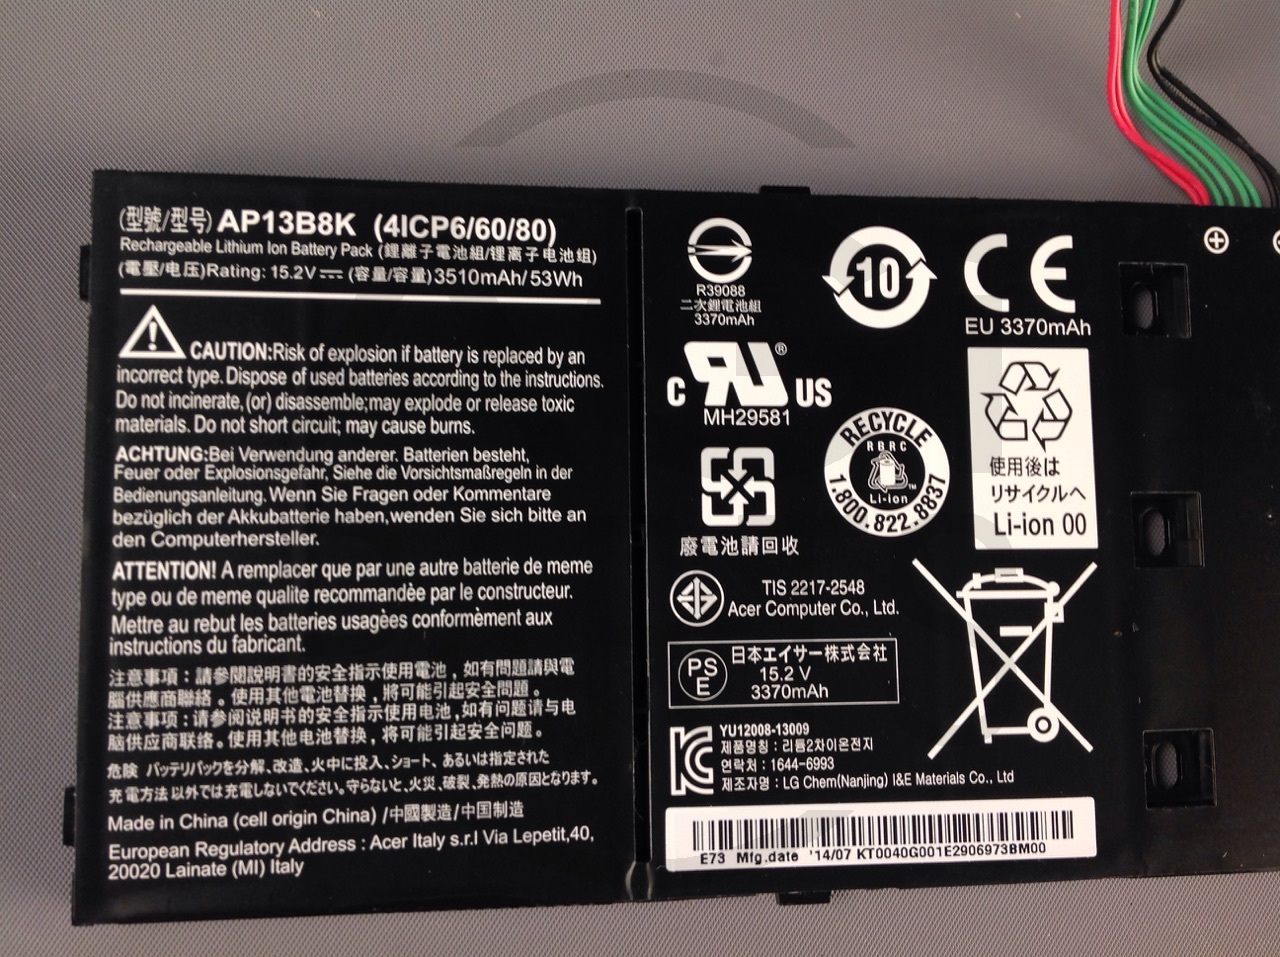 (型號/型号) AP13B8K (4ICP6/60/80)
Rechargeable Lithium Ion Battery Pack (鋰離子電池組/锂离子电池组)
(電壓/电压)Rating: 15.2V⎓ (容量/容量) 3510mAh/ 53Wh
CAUTION:Risk of explosion if battery is replaced by an
incorrect type. Dispose of used batteries according to the instructions.
Do not incinerate, (or) disassemble;may explode or release toxic
materials. Do not short circuit; may cause burns.
ACHTUNG:Bei Verwendung anderer. Batterien besteht,
Feuer oder Explosionsgefahr, Siehe die Vorsichtsmaßregeln in der
Bedienungsanleitung. Wenn Sie Fragen oder Kommentare
bezüglich der Akkubatterie haben,wenden Sie sich bitte an
den Computerhersteller.
ATTENTION! A remplacer que par une autre batterie de meme
type ou de meme qualite recommandèe par le constructeur.
Mettre au rebut les batteries usagèes conformèment aux
instructions du fabricant.
注意事項：請參閱說明書的安全指示使用電池，如有問題請與電
腦供應商聯絡。使用其他電池替換，將可能引起安全問題。
注意事项：请参阅说明书的安全指示使用电池,如有问题请与电
脑供应商联络。使用其他电池替换，将可能引起安全问题。
危険 バッテリパックを分解、改造、火中に投入、ショート、あるいは指定された
充電方法以外では充電しないでください。守らないと、火災、破裂、発熱の原因となります。
Made in China (cell origin China) /中國製造/中国制造
European Regulatory Address : Acer Italy s.r.l Via Lepetit,40,
20020 Lainate (MI) Italy
R39088
二次鋰電池組
3370mAh
10
CE
EU 3370mAh
C RU US ®
MH29581
RECYCLE
RBRC
Li-ion
TM
1.800.822.8837
使用後は
リサイクルへ
Li-ion 00
廢電池請回收
TIS 2217-2548
Acer Computer Co., Ltd.
PS
E
日本エイサー株式会社
15.2 V
3370mAh
YU12008-13009
제품명칭 : 리튬2차이온전지
연락처 : 1644-6993
제조자명 : LG Chem(Nanjing) I&E Materials Co., Ltd
E73 Mfg.date '14/07 KT0040G001E2906973BM00